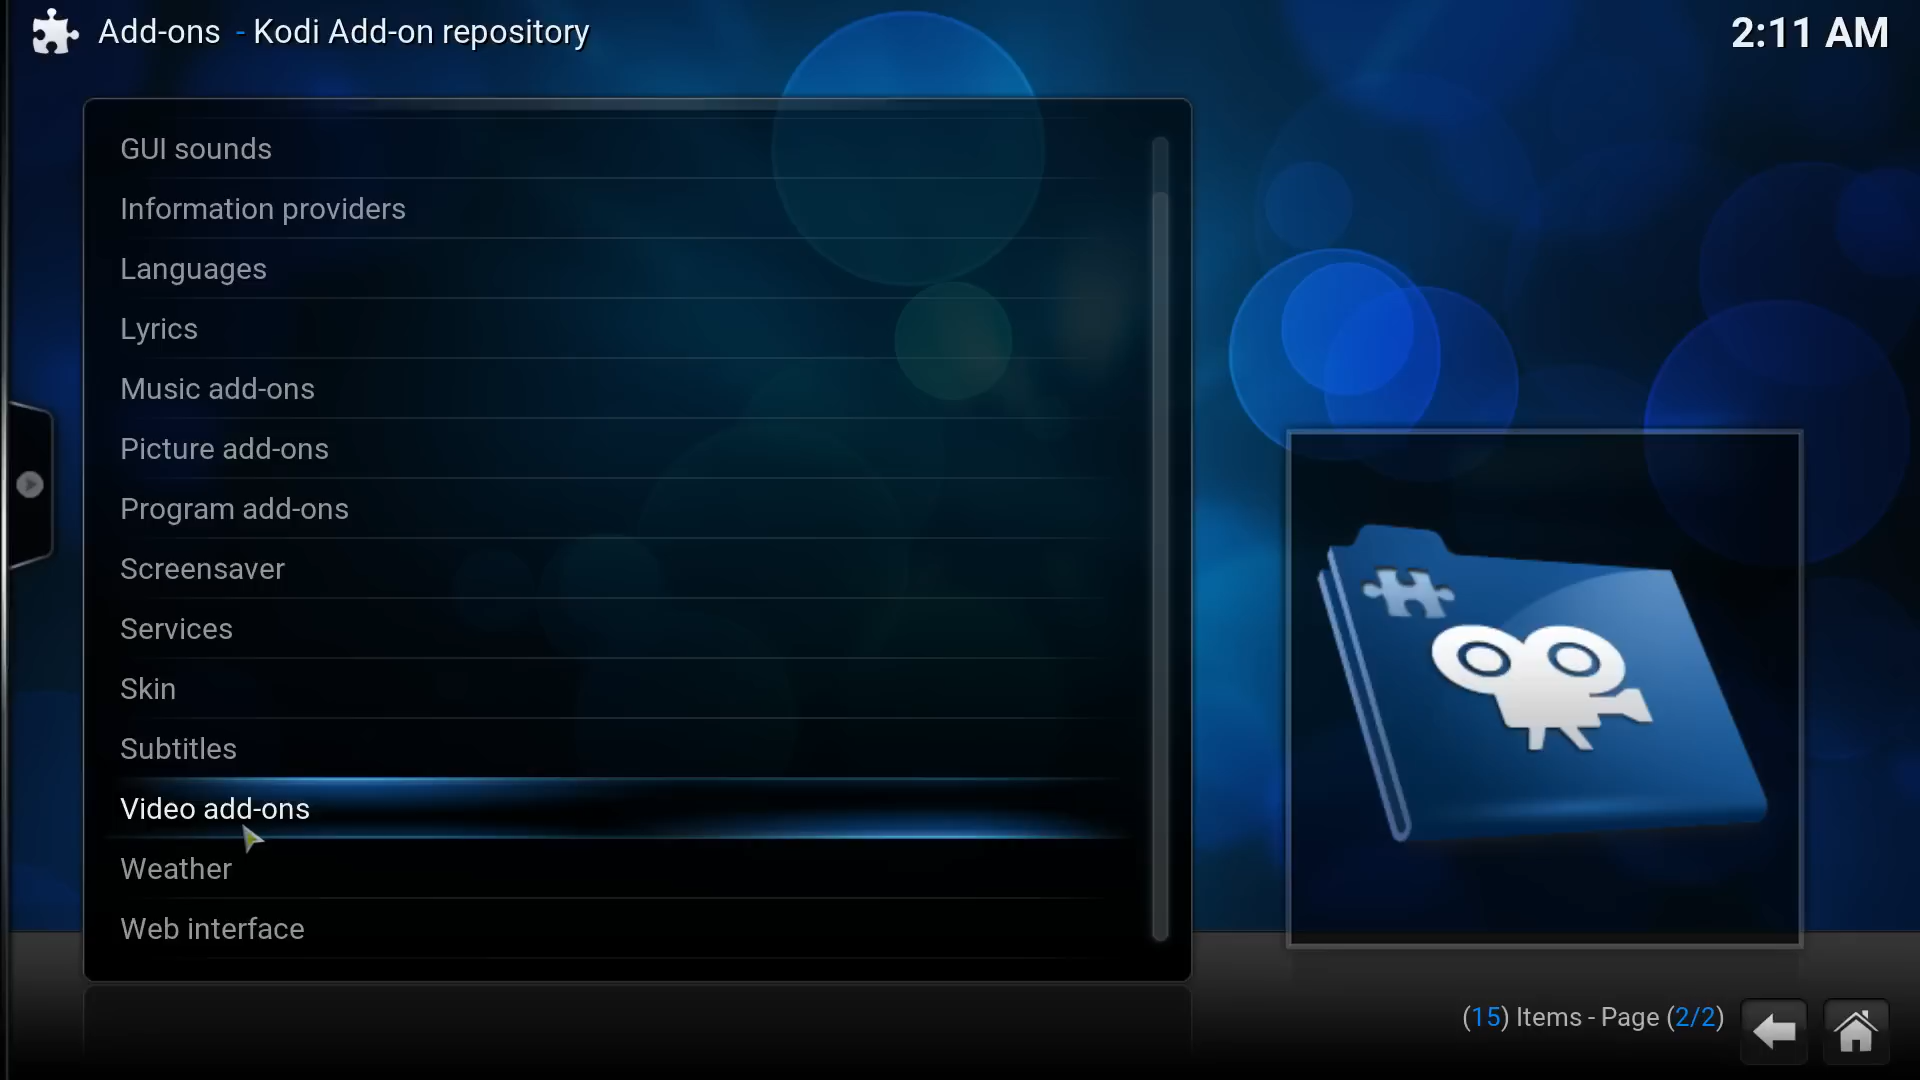 Add-ons - Kodi Add-on repository
2:11 AM
GUI sounds
Information providers
Languages
Lyrics
Music add-ons
Picture add-ons
Program add-ons
Screensaver
Services
Skin
Subtitles
Video add-ons
Weather
Web interface
(15) Items - Page (2/2)